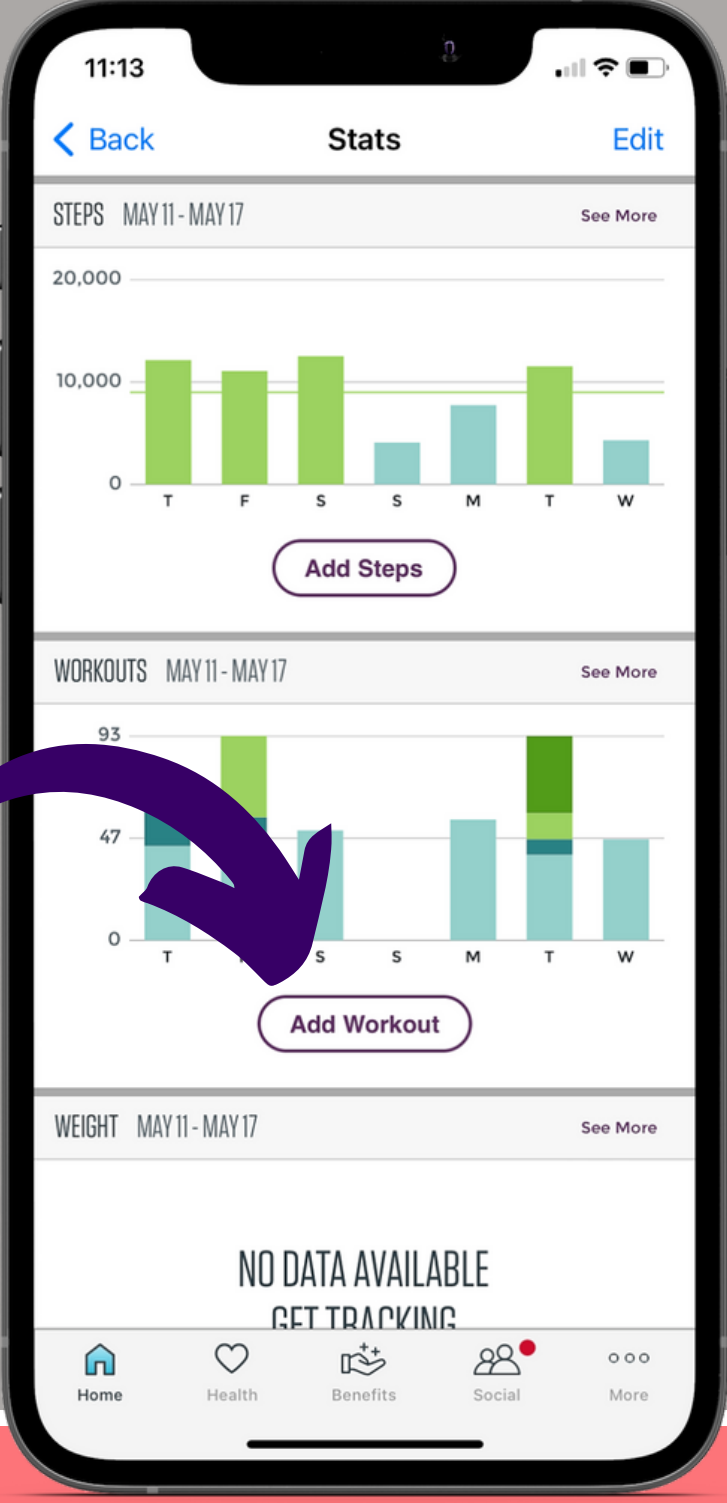 11:13
Back Stats Edit
STEPS MAY 11 - MAY 17 See More
20,000
10,000
0
T F S S M T W
Add Steps
WORKOUTS MAY 11 - MAY 17 See More
93
47
0
T S S M T W
Add Workout
WEIGHT MAY 11 - MAY 17 See More
NO DATA AVAILABLE
GET TRACKING
Home Health Benefits Social More